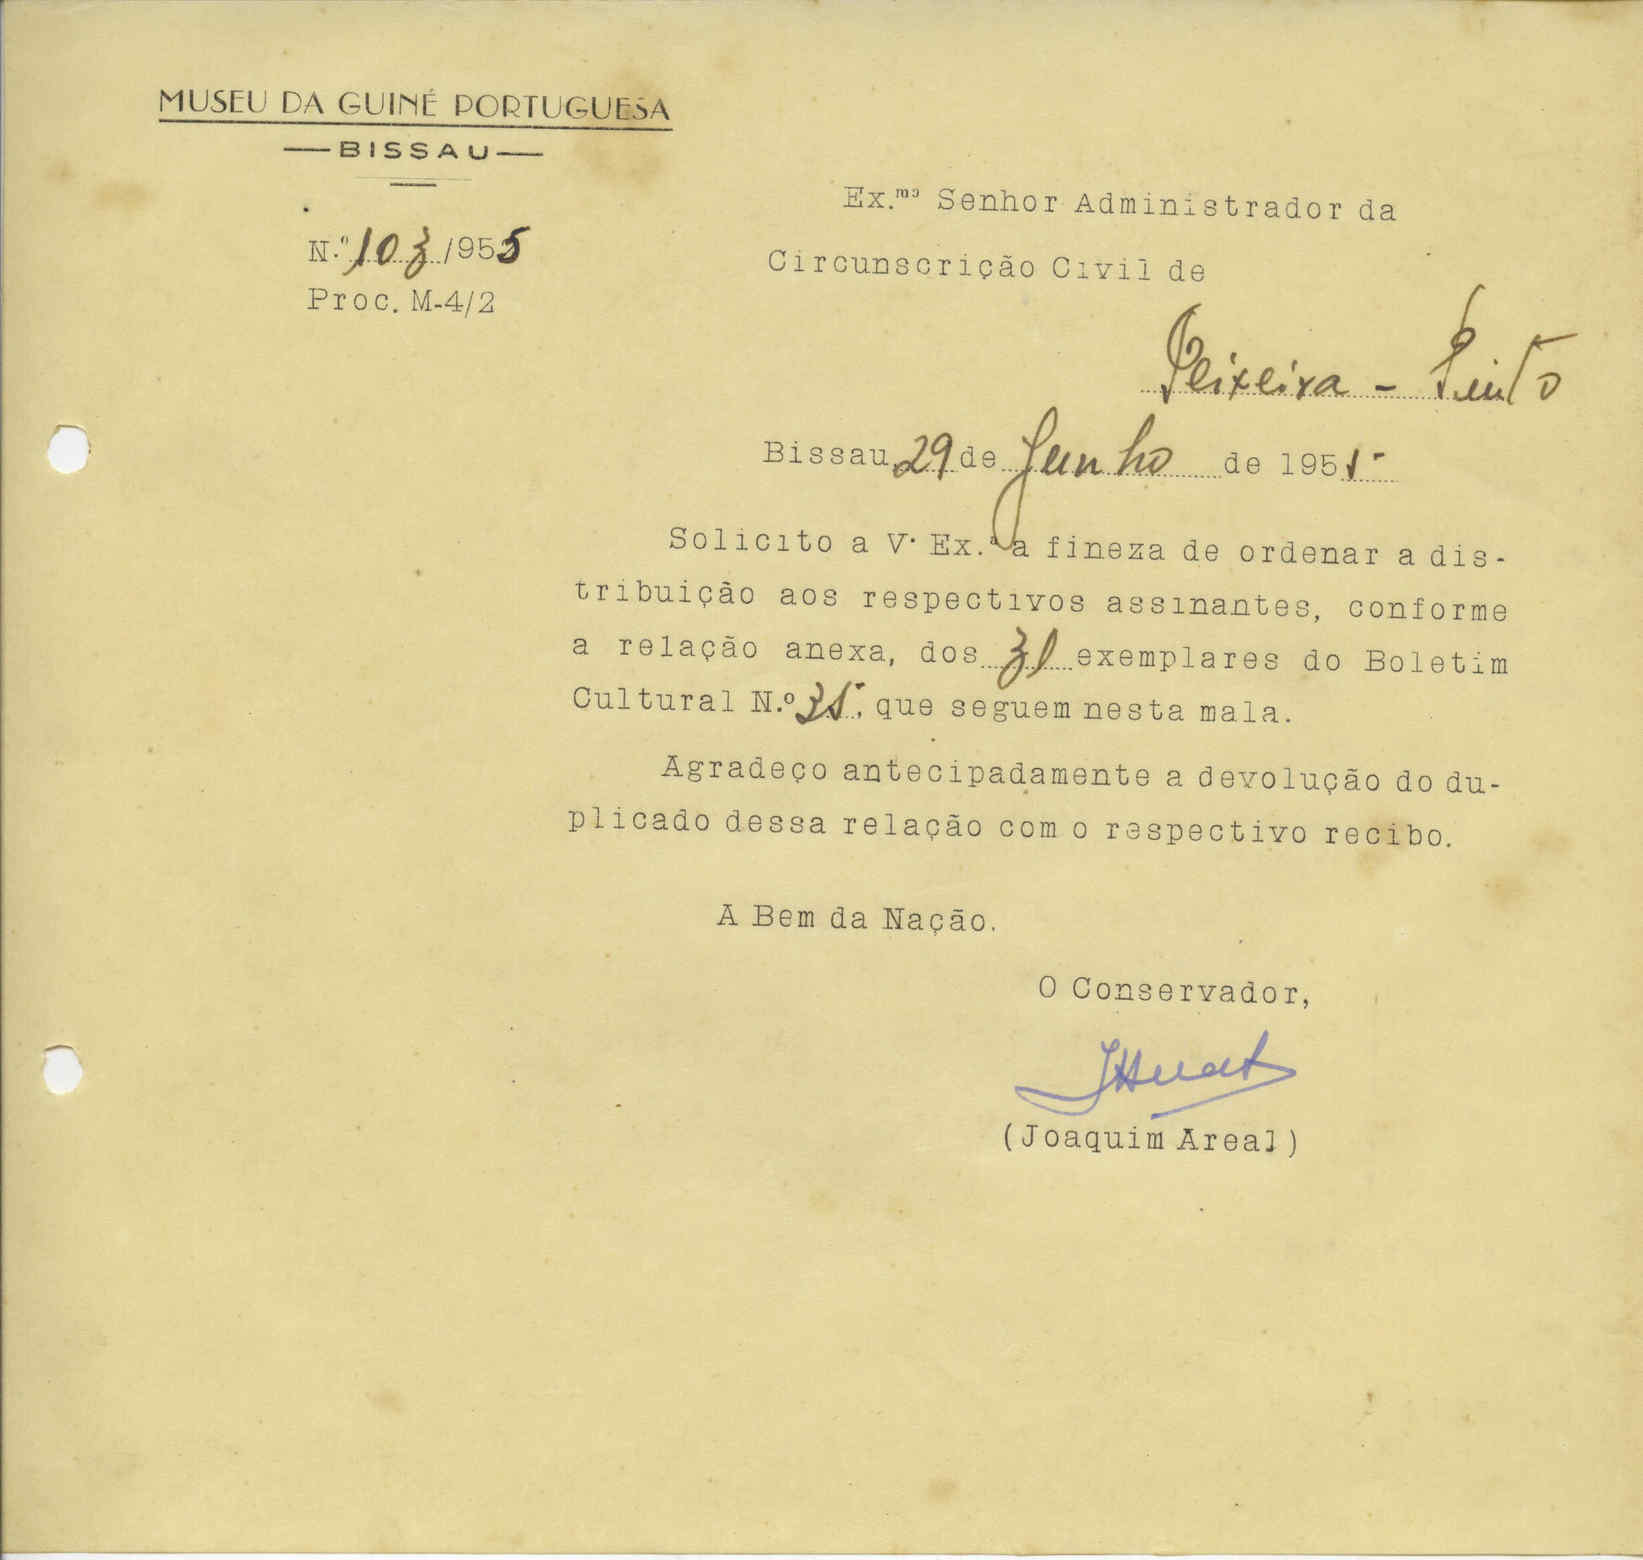 MUSEU DA GUINÉ PORTUGUESA
— BISSAU —
N.º 103/955
Proc. M-4/2
Ex.mo Senhor Administrador da
Circunscrição Civil de
Teixeira - Pinto
Bissau, 29 de Junho de 1955
Solicito a V. Ex.ª a fineza de ordenar a dis-
tribuição aos respectivos assinantes, conforme
a relação anexa, dos 31 exemplares do Boletim
Cultural N.º 35, que seguem nesta mala.
Agradeço antecipadamente a devolução do du-
plicado dessa relação com o respectivo recibo.
A Bem da Nação.
O Conservador,
(Joaquim Areal)